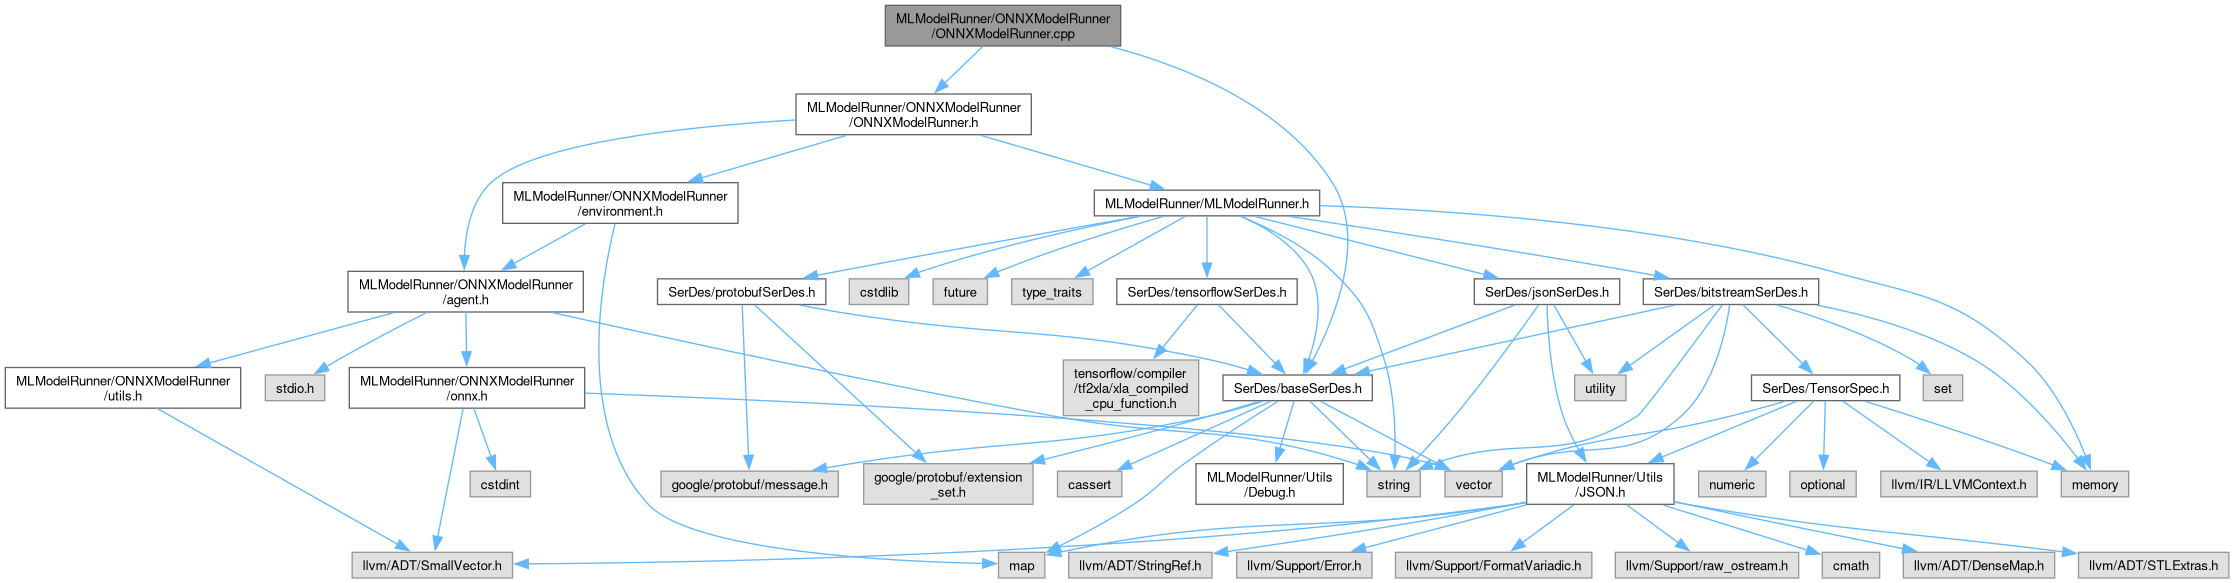 MLModelRunner/ONNXModelRunner
/ONNXModelRunner.cpp
MLModelRunner/ONNXModelRunner
/ONNXModelRunner.h
MLModelRunner/ONNXModelRunner
/environment.h
MLModelRunner/MLModelRunner.h
MLModelRunner/ONNXModelRunner
/agent.h
SerDes/protobufSerDes.h
cstdlib
future
type_traits
SerDes/tensorflowSerDes.h
SerDes/jsonSerDes.h
SerDes/bitstreamSerDes.h
MLModelRunner/ONNXModelRunner
/utils.h
stdio.h
MLModelRunner/ONNXModelRunner
/onnx.h
tensorflow/compiler
/tf2xla/xla_compiled
_cpu_function.h
SerDes/baseSerDes.h
utility
SerDes/TensorSpec.h
set
cstdint
google/protobuf/message.h
google/protobuf/extension
_set.h
cassert
MLModelRunner/Utils
/Debug.h
string
vector
MLModelRunner/Utils
/JSON.h
numeric
optional
llvm/IR/LLVMContext.h
memory
llvm/ADT/SmallVector.h
map
llvm/ADT/StringRef.h
llvm/Support/Error.h
llvm/Support/FormatVariadic.h
llvm/Support/raw_ostream.h
cmath
llvm/ADT/DenseMap.h
llvm/ADT/STLExtras.h